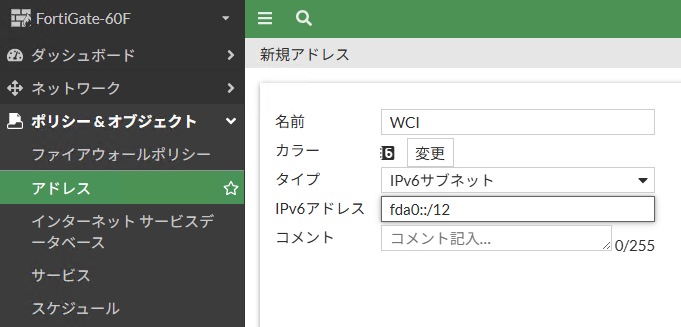 FortiGate-60F
ダッシュボード
ネットワーク
ポリシー & オブジェクト
ファイアウォールポリシー
アドレス
インターネット サービスデ
ータベース
サービス
スケジュール
新規アドレス
名前 WCI
カラー 6 変更
タイプ IPv6サブネット
IPv6アドレス fda0::/12
コメント コメント記入... 0/255